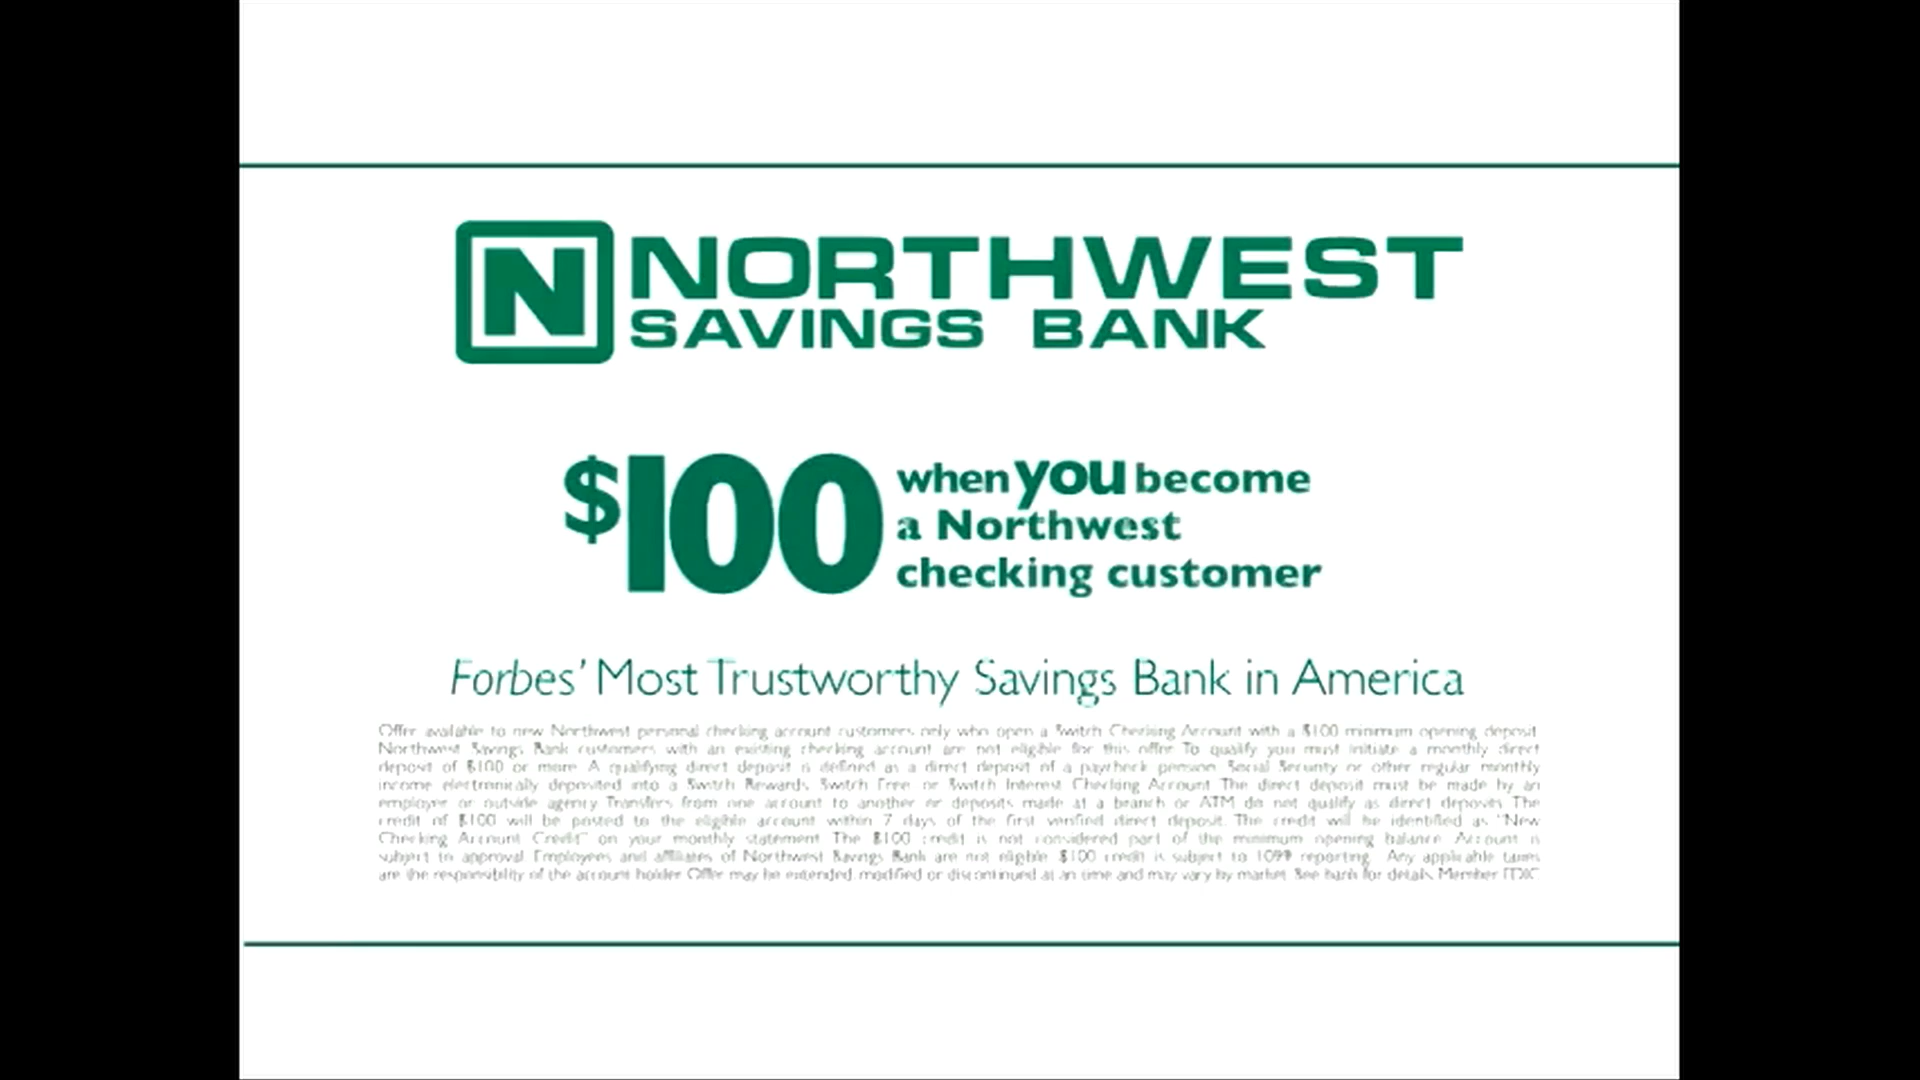 N NORTHWEST
SAVINGS BANK
$100 when you become
a Northwest
checking customer
Forbes' Most Trustworthy Savings Bank in America
Offer available to new Northwest personal checking account customers only who open a Switch Checking Account with a $100 minimum opening deposit.
Northwest Savings Bank customers with an existing checking account are not eligible for this offer. To qualify you must initiate a monthly direct
deposit of $100 or more. A qualifying direct deposit is defined as a direct deposit of a paycheck, pension, Social Security or other regular monthly
income electronically deposited into a Switch Rewards, Switch Free or Switch Interest Checking Account. The direct deposit must be made by an
employer or outside agency. Transfers from one account to another or deposits made at a branch or ATM do not qualify as direct deposits. The
credit of $100 will be posted to the eligible account within 7 days of the first verified direct deposit. The credit will be identified as "New
Checking Account Credit" on your monthly statement. The $100 credit is not considered part of the minimum opening balance. Account is
subject to approval. Employees and affiliates of Northwest Savings Bank are not eligible. $100 credit is subject to 1099 reporting. Any applicable taxes
are the responsibility of the account holder. Offer may be extended, modified or discontinued at an time and may vary by market. See bank for details. Member FDIC